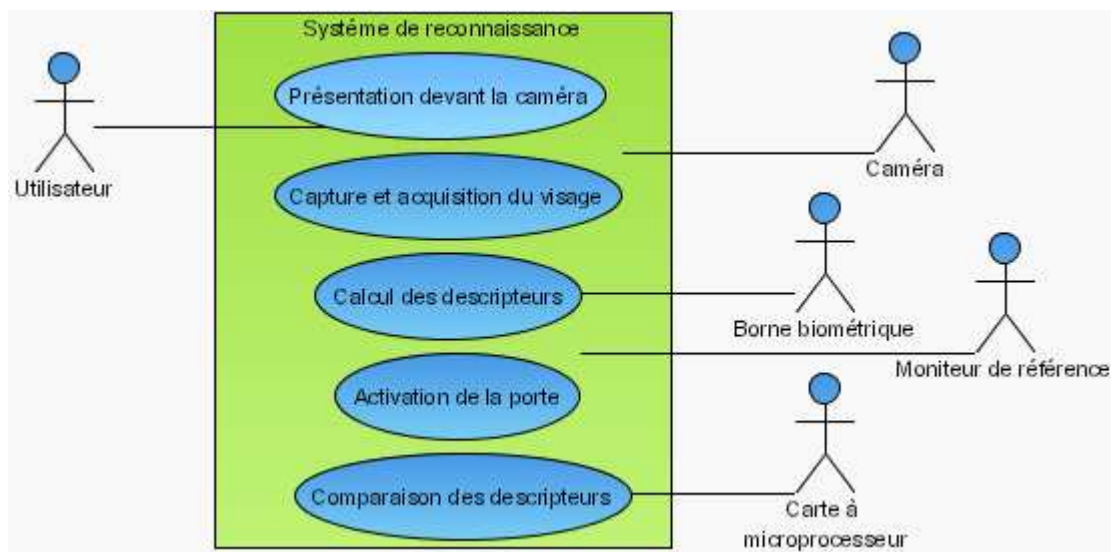 Systéme de reconnaissance
Présentation devant la caméra
Utilisateur
Caméra
Capture et acquisition du visage
Calcul des descripteurs
Borne biométrique
Moniteur de référence
Activation de la porte
Comparaison des descripteurs
Carte à
microprocesseur